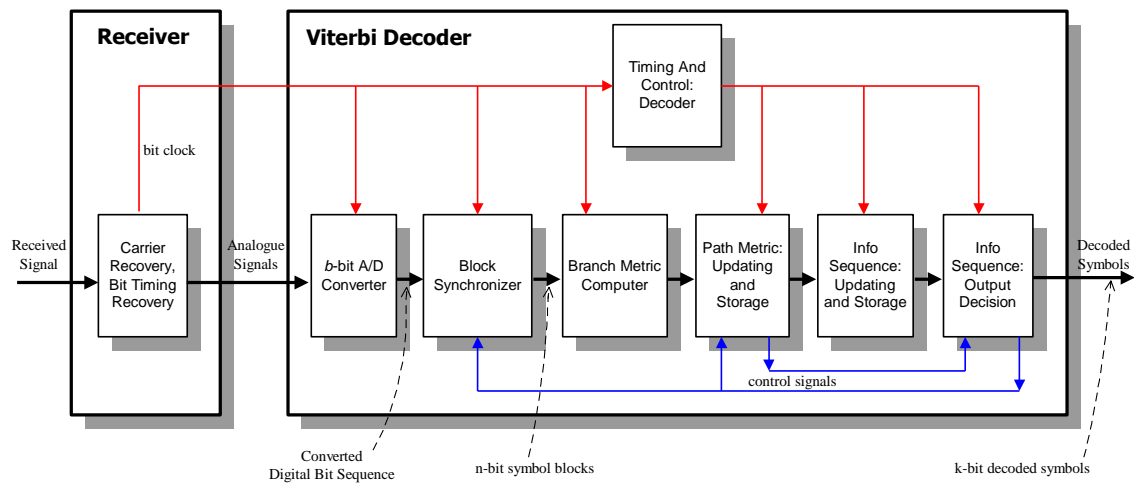 Receiver
Viterbi Decoder
Timing And
Control:
Decoder
bit clock
Received
Signal
Carrier
Recovery,
Bit Timing
Recovery
Analogue
Signals
b-bit A/D
Converter
Block
Synchronizer
Branch Metric
Computer
Path Metric:
Updating
and
Storage
Info
Sequence:
Updating
and Storage
Info
Sequence:
Output
Decision
Decoded
Symbols
control signals
Converted
Digital Bit Sequence
n-bit symbol blocks
k-bit decoded symbols